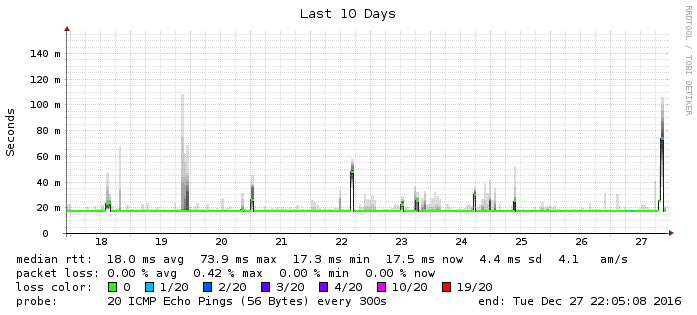 Last 10 Days
RRDTOOL / TOBI OETIKER
Seconds
140 m
120 m
100 m
80 m
60 m
40 m
20 m
0
18 19 20 21 22 23 24 25 26 27
median rtt: 18.0 ms avg 73.9 ms max 17.3 ms min 17.5 ms now 4.4 ms sd 4.1 am/s
packet loss: 0.00 % avg 0.42 % max 0.00 % min 0.00 % now
loss color: 0 1/20 2/20 3/20 4/20 10/20 19/20
probe: 20 ICMP Echo Pings (56 Bytes) every 300s end: Tue Dec 27 22:05:08 2016